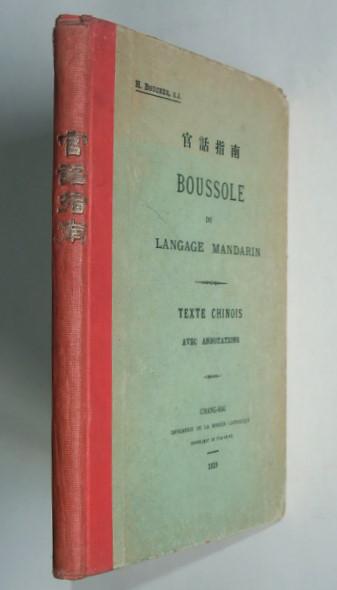 官話指南
H. BOUCHER, S.J.
官話指南
BOUSSOLE
DU
LANGAGE MANDARIN
TEXTE CHINOIS
AVEC ANNOTATIONS
CHANG-HAI
IMPRIMERIE DE LA MISSION CATHOLIQUE